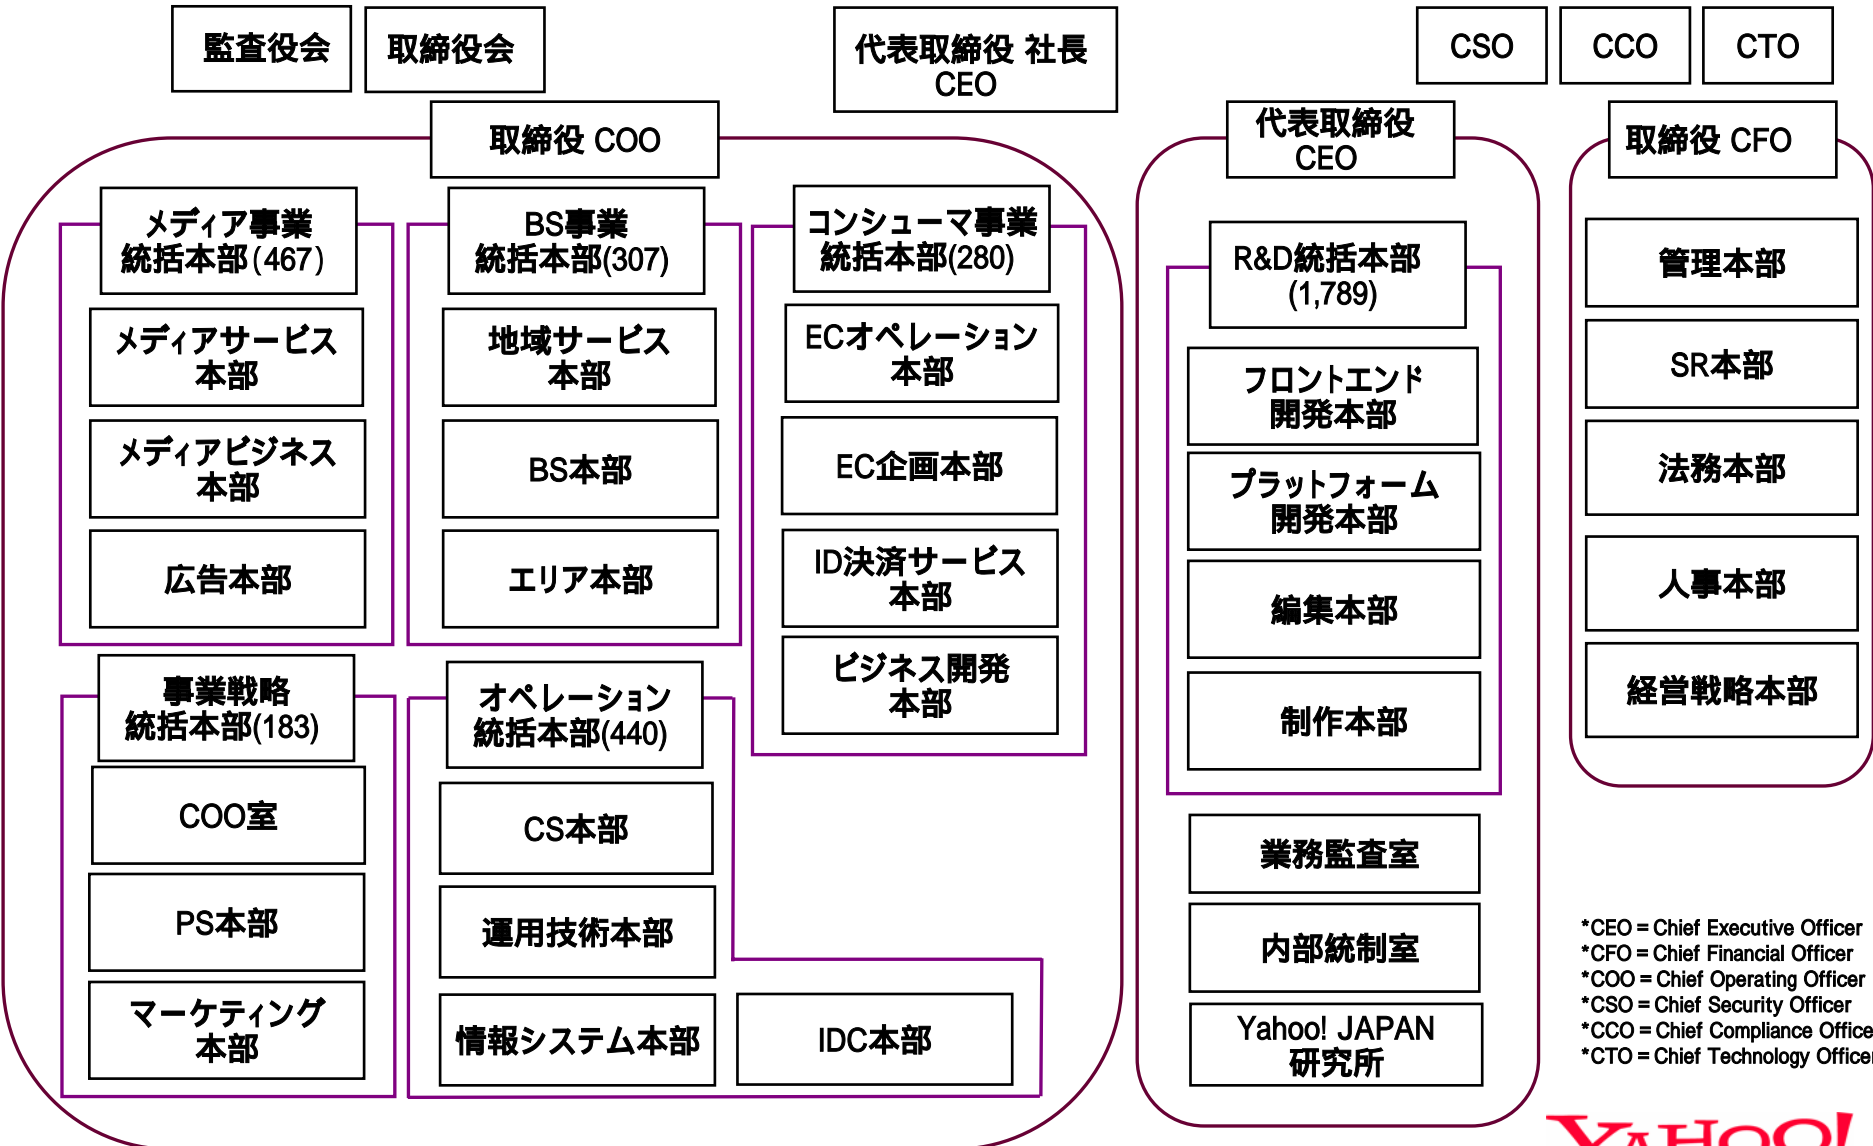 監査役会
取締役会
代表取締役 社長
CEO
CSO
CCO
CTO
取締役 COO
メディア事業
統括本部(467)
メディアサービス
本部
メディアビジネス
本部
広告本部
BS事業
統括本部(307)
地域サービス
本部
BS本部
エリア本部
コンシューマ事業
統括本部(280)
ECオペレーション
本部
EC企画本部
ID決済サービス
本部
ビジネス開発
本部
事業戦略
統括本部(183)
COO室
PS本部
マーケティング
本部
オペレーション
統括本部(440)
CS本部
運用技術本部
情報システム本部
IDC本部
代表取締役
CEO
R&D統括本部
(1,789)
フロントエンド
開発本部
プラットフォーム
開発本部
編集本部
制作本部
業務監査室
内部統制室
Yahoo! JAPAN
研究所
取締役 CFO
管理本部
SR本部
法務本部
人事本部
経営戦略本部
*CEO = Chief Executive Officer
*CFO = Chief Financial Officer
*COO = Chief Operating Officer
*CSO = Chief Security Officer
*CCO = Chief Compliance Office
*CTO = Chief Technology Officer
YAHOO!